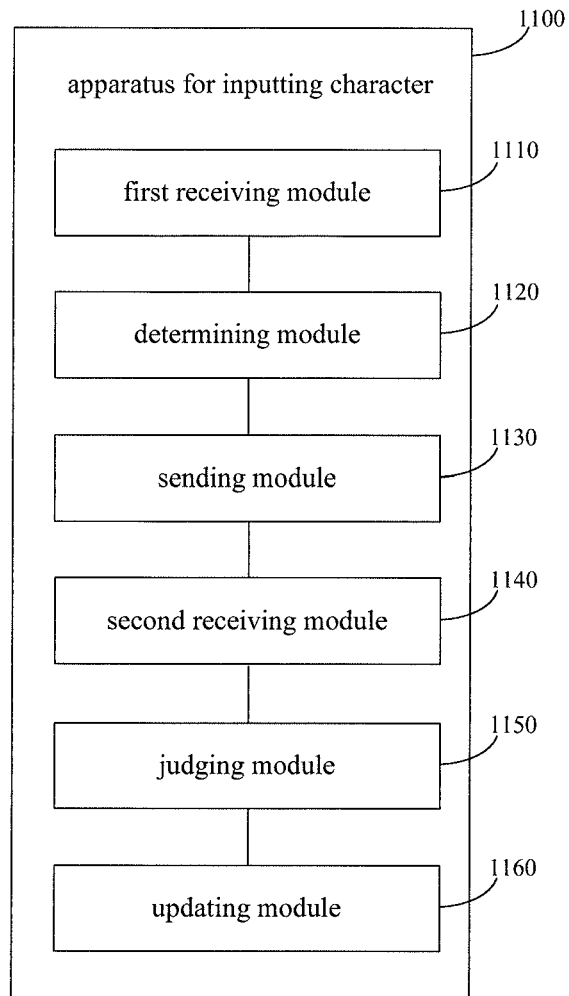 1100
apparatus for inputting character
1110
first receiving module
1120
determining module
1130
sending module
1140
second receiving module
1150
judging module
1160
updating module